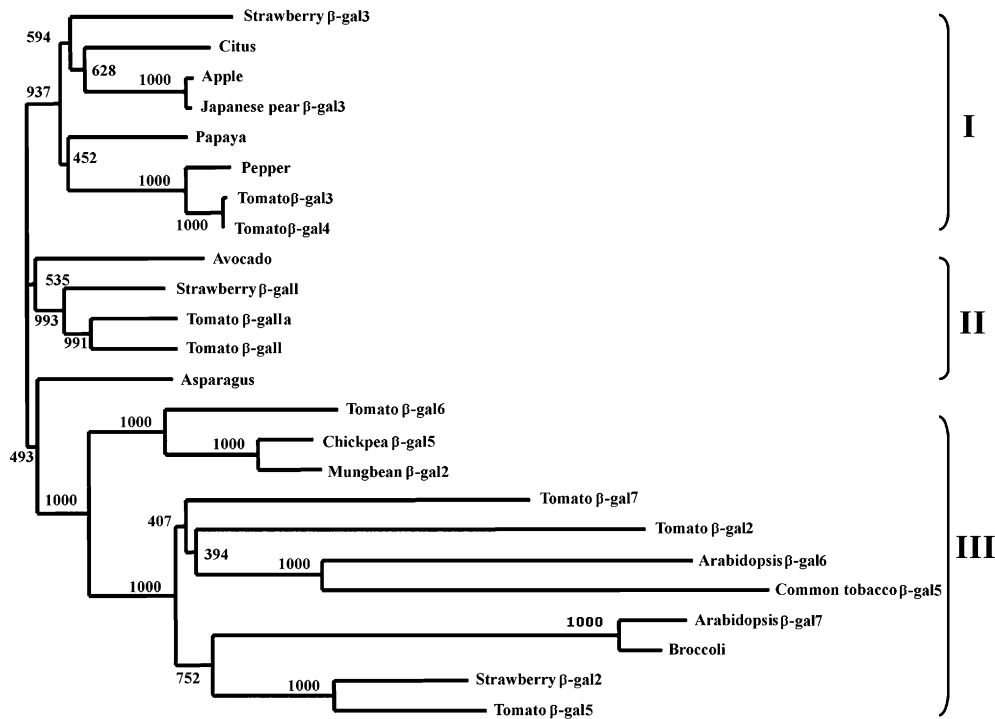 Strawberry β-gal3
594
Citus
628
1000
Apple
937
Japanese pear β-gal3
Papaya
452
Pepper
1000
Tomatoβ-gal3
1000
Tomatoβ-gal4
I
Avocado
535
Strawberry β-gall
993
Tomato β-galla
991
Tomato β-gall
II
Asparagus
493
Tomato β-gal6
1000
Chickpea β-gal5
1000
Mungbean β-gal2
1000
Tomato β-gal7
407
Tomato β-gal2
394
Arabidopsis β-gal6
1000
Common tobacco β-gal5
1000
Arabidopsis β-gal7
1000
Broccoli
752
Strawberry β-gal2
1000
Tomato β-gal5
III